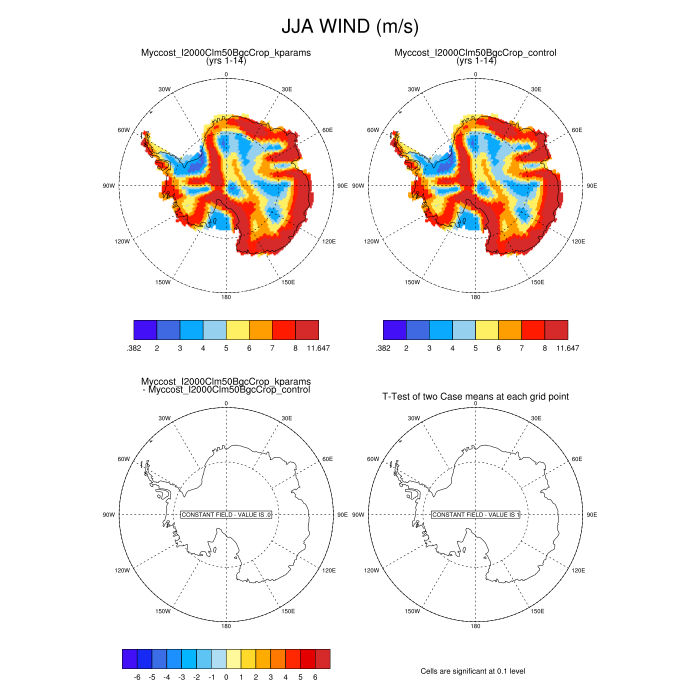 JJA WIND (m/s)
Myccost_I2000Clm50BgcCrop_kparams
(yrs 1-14)
0
30E
60E
90E
120E
150E
180
150W
120W
90W
60W
30W
.382 2 3 4 5 6 7 8 11.647
Myccost_I2000Clm50BgcCrop_control
(yrs 1-14)
0
30E
60E
90E
120E
150E
180
150W
120W
90W
60W
30W
.382 2 3 4 5 6 7 8 11.647
Myccost_I2000Clm50BgcCrop_kparams
- Myccost_I2000Clm50BgcCrop_control
0
30E
60E
90E
120E
150E
180
150W
120W
90W
60W
30W
CONSTANT FIELD - VALUE IS .0
-6 -5 -4 -3 -2 -1 0 1 2 3 4 5 6
T-Test of two Case means at each grid point
0
30E
60E
90E
120E
150E
180
150W
120W
90W
60W
30W
CONSTANT FIELD - VALUE IS 1
Cells are significant at 0.1 level